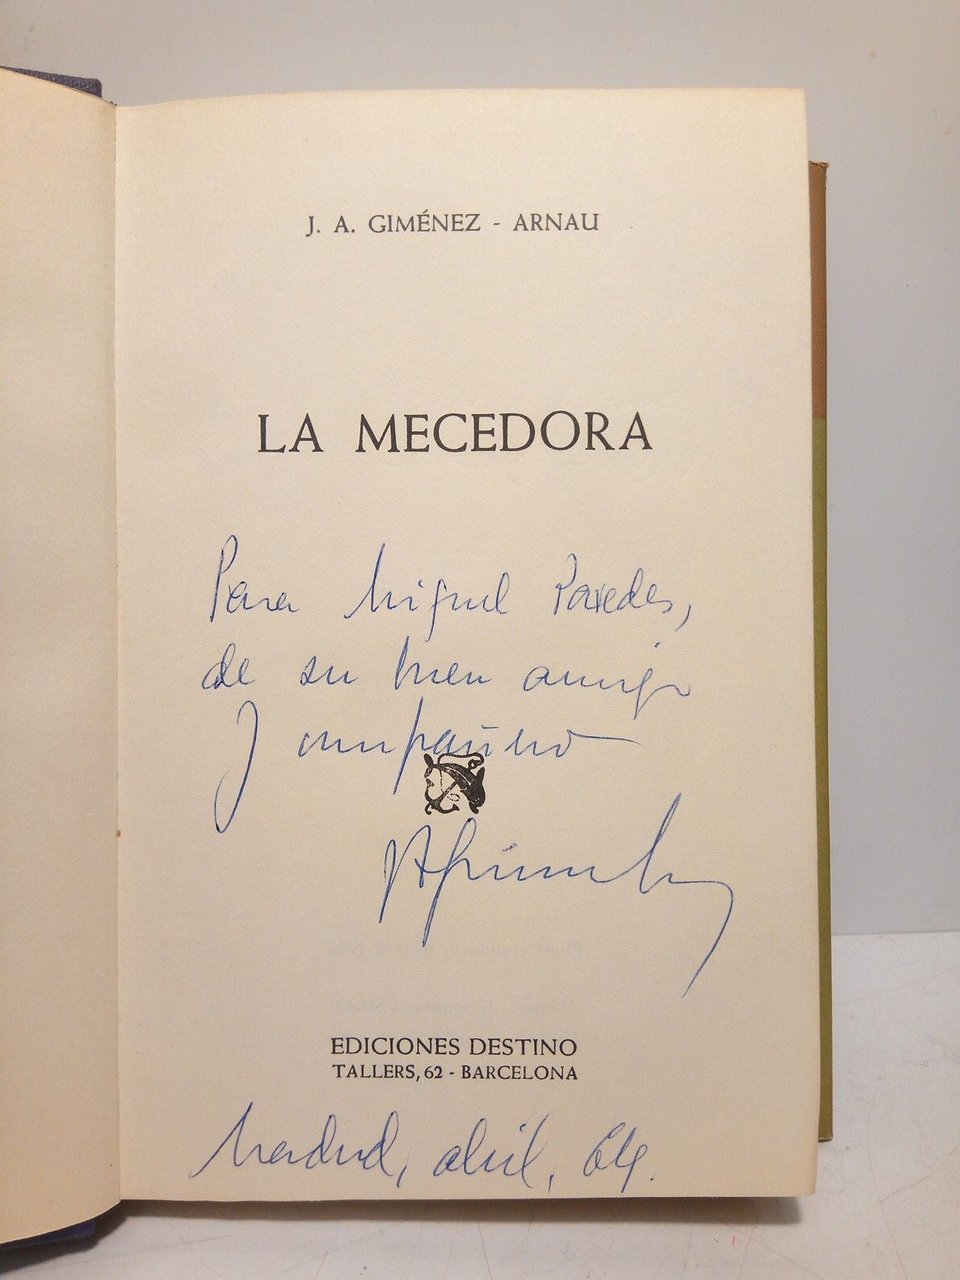 J. A. GIMÉNEZ - ARNAU
LA MECEDORA
Para Miguel Paredes,
de su buen amigo
y compañero
EDICIONES DESTINO
TALLERS, 62 - BARCELONA
Madrid, abril, 64.